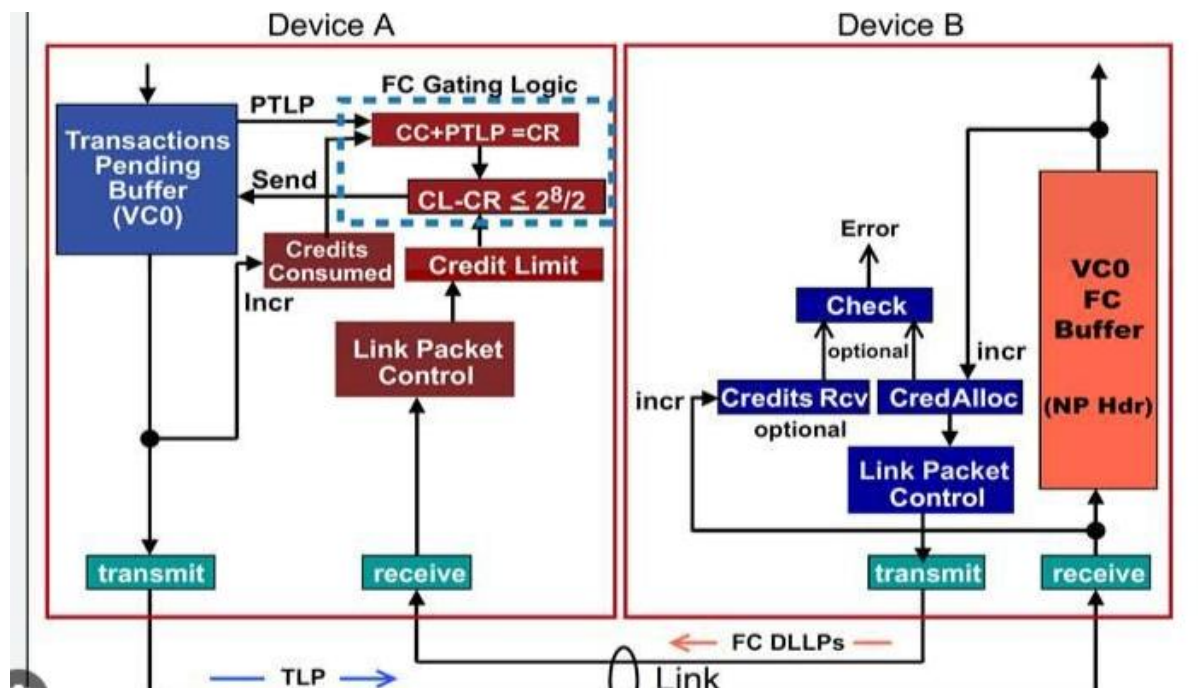 Device A
Device B
FC Gating Logic
PTLP
CC+PTLP =CR
Transactions
Pending
Buffer
(VC0)
Send
CL-CR ≤ 2⁸/2
Credits
Consumed
Credit Limit
Incr
Link Packet
Control
transmit
receive
Error
Check
optional
incr
incr
Credits Rcv
CredAlloc
optional
Link Packet
Control
VC0
FC
Buffer
(NP Hdr)
transmit
receive
FC DLLPs
TLP
Link